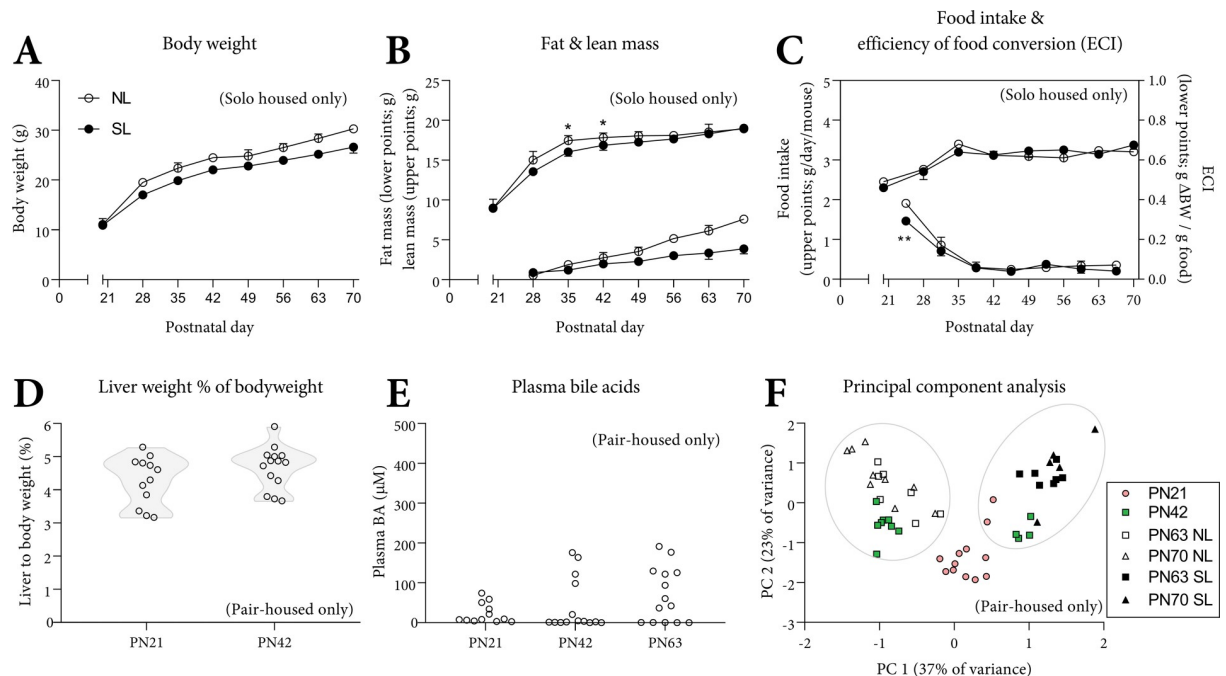 A
Body weight
Body weight (g)
40
30
20
10
0
NL
SL
(Solo housed only)
0
21
28
35
42
49
56
63
70
Postnatal day
B
Fat & lean mass
Fat mass (lower points; g)
lean mass (upper points; g)
25
20
15
10
5
0
(Solo housed only)
*
*
0
21
28
35
42
49
56
63
70
Postnatal day
C
Food intake &
efficiency of food conversion (ECI)
Food intake
(upper points; g/day/mouse)
5
4
3
2
1
0
(Solo housed only)
**
1.0
0.8
0.6
0.4
0.2
0.0
ECI
(lower points; g ΔBW / g food)
0
21
28
35
42
49
56
63
70
Postnatal day
D
Liver weight % of bodyweight
Liver to body weight (%)
6
5
4
3
2
1
0
(Pair-housed only)
PN21
PN42
E
Plasma bile acids
Plasma BA (µM)
500
400
300
200
100
0
(Pair-housed only)
PN21
PN42
PN63
F
Principal component analysis
PC 2 (23% of variance)
2
1
0
-1
-2
-3
(Pair-housed only)
-2
-1
0
1
2
PC 1 (37% of variance)
PN21
PN42
PN63 NL
PN70 NL
PN63 SL
PN70 SL